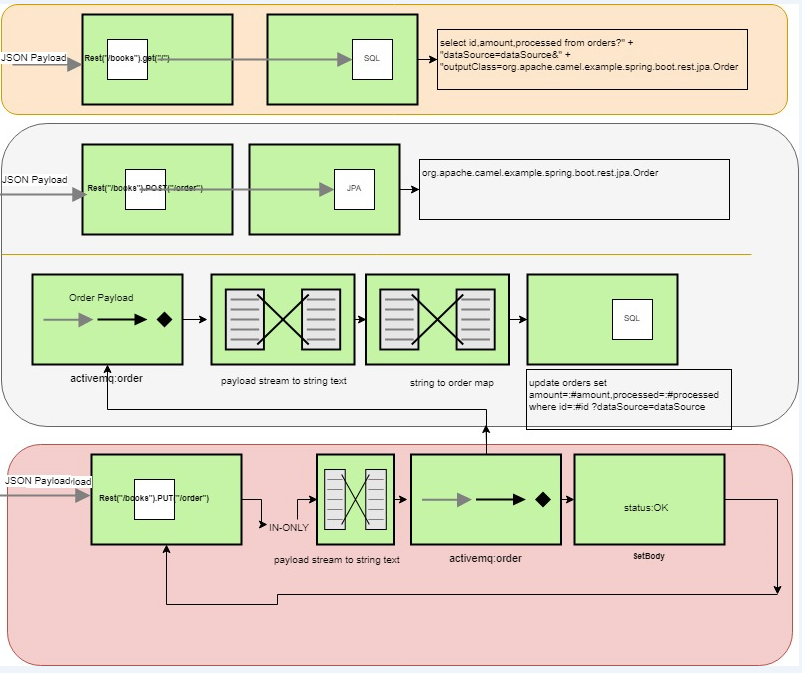 JSON Payload
Rest("/books").get("/")
SQL
select id,amount,processed from orders?" +
"dataSource=dataSource&" +
"outputClass=org.apache.camel.example.spring.boot.rest.jpa.Order
JSON Payload
Rest("/books").POST("/order")
JPA
org.apache.camel.example.spring.boot.rest.jpa.Order
Order Payload
SQL
activemq:order
payload stream to string text
string to order map
update orders set
amount=:#amount,processed=:#processed
where id=:#id ?dataSource=dataSource
JSON Payload
Rest("/books").PUT("/order")
IN-ONLY
status:OK
payload stream to string text
activemq:order
SetBody